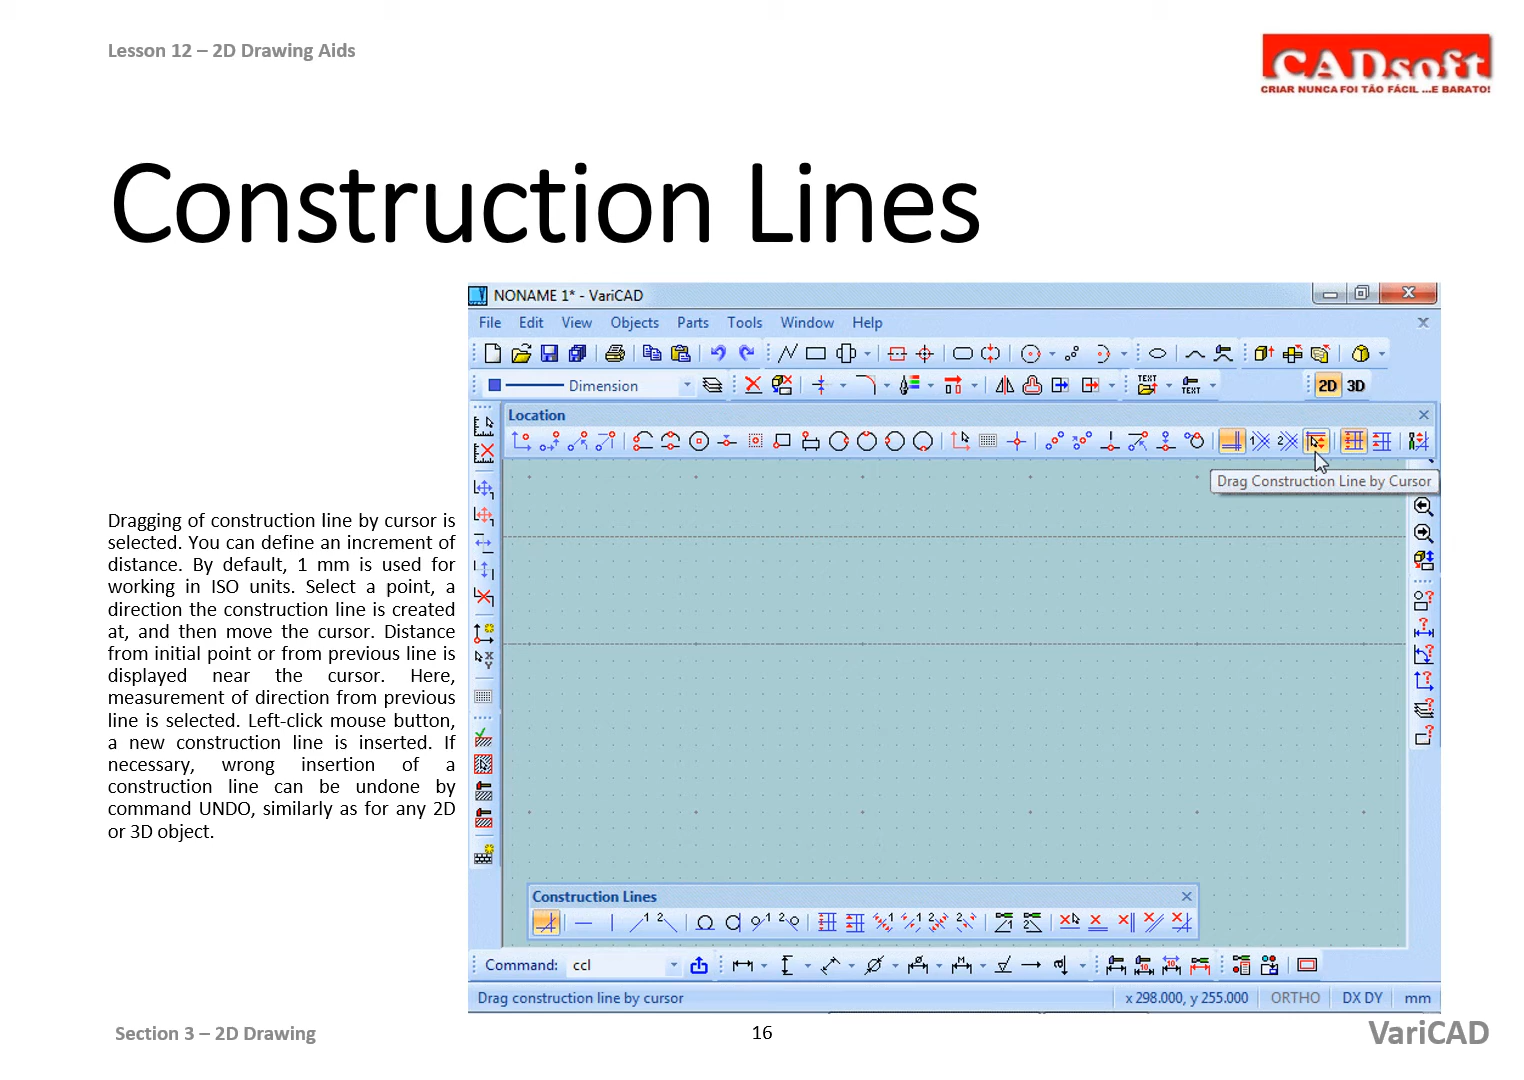 Lesson 12 – 2D Drawing Aids
CADsoft
CRIAR NUNCA FOI TÃO FÁCIL ...E BARATO!
Construction Lines
Dragging of construction line by cursor is
selected. You can define an increment of
distance. By default, 1 mm is used for
working in ISO units. Select a point, a
direction the construction line is created
at, and then move the cursor. Distance
from initial point or from previous line is
displayed near the cursor. Here,
measurement of direction from previous
line is selected. Left-click mouse button,
a new construction line is inserted. If
necessary, wrong insertion of a
construction line can be undone by
command UNDO, similarly as for any 2D
or 3D object.
NONAME 1* - VariCAD
File Edit View Objects Parts Tools Window Help
Dimension
TEXT TEXT 2D 3D
Location
Drag Construction Line by Cursor
Construction Lines
Command: ccl
Drag construction line by cursor x 298.000, y 255.000 ORTHO DX DY mm
Section 3 – 2D Drawing
16
VariCAD